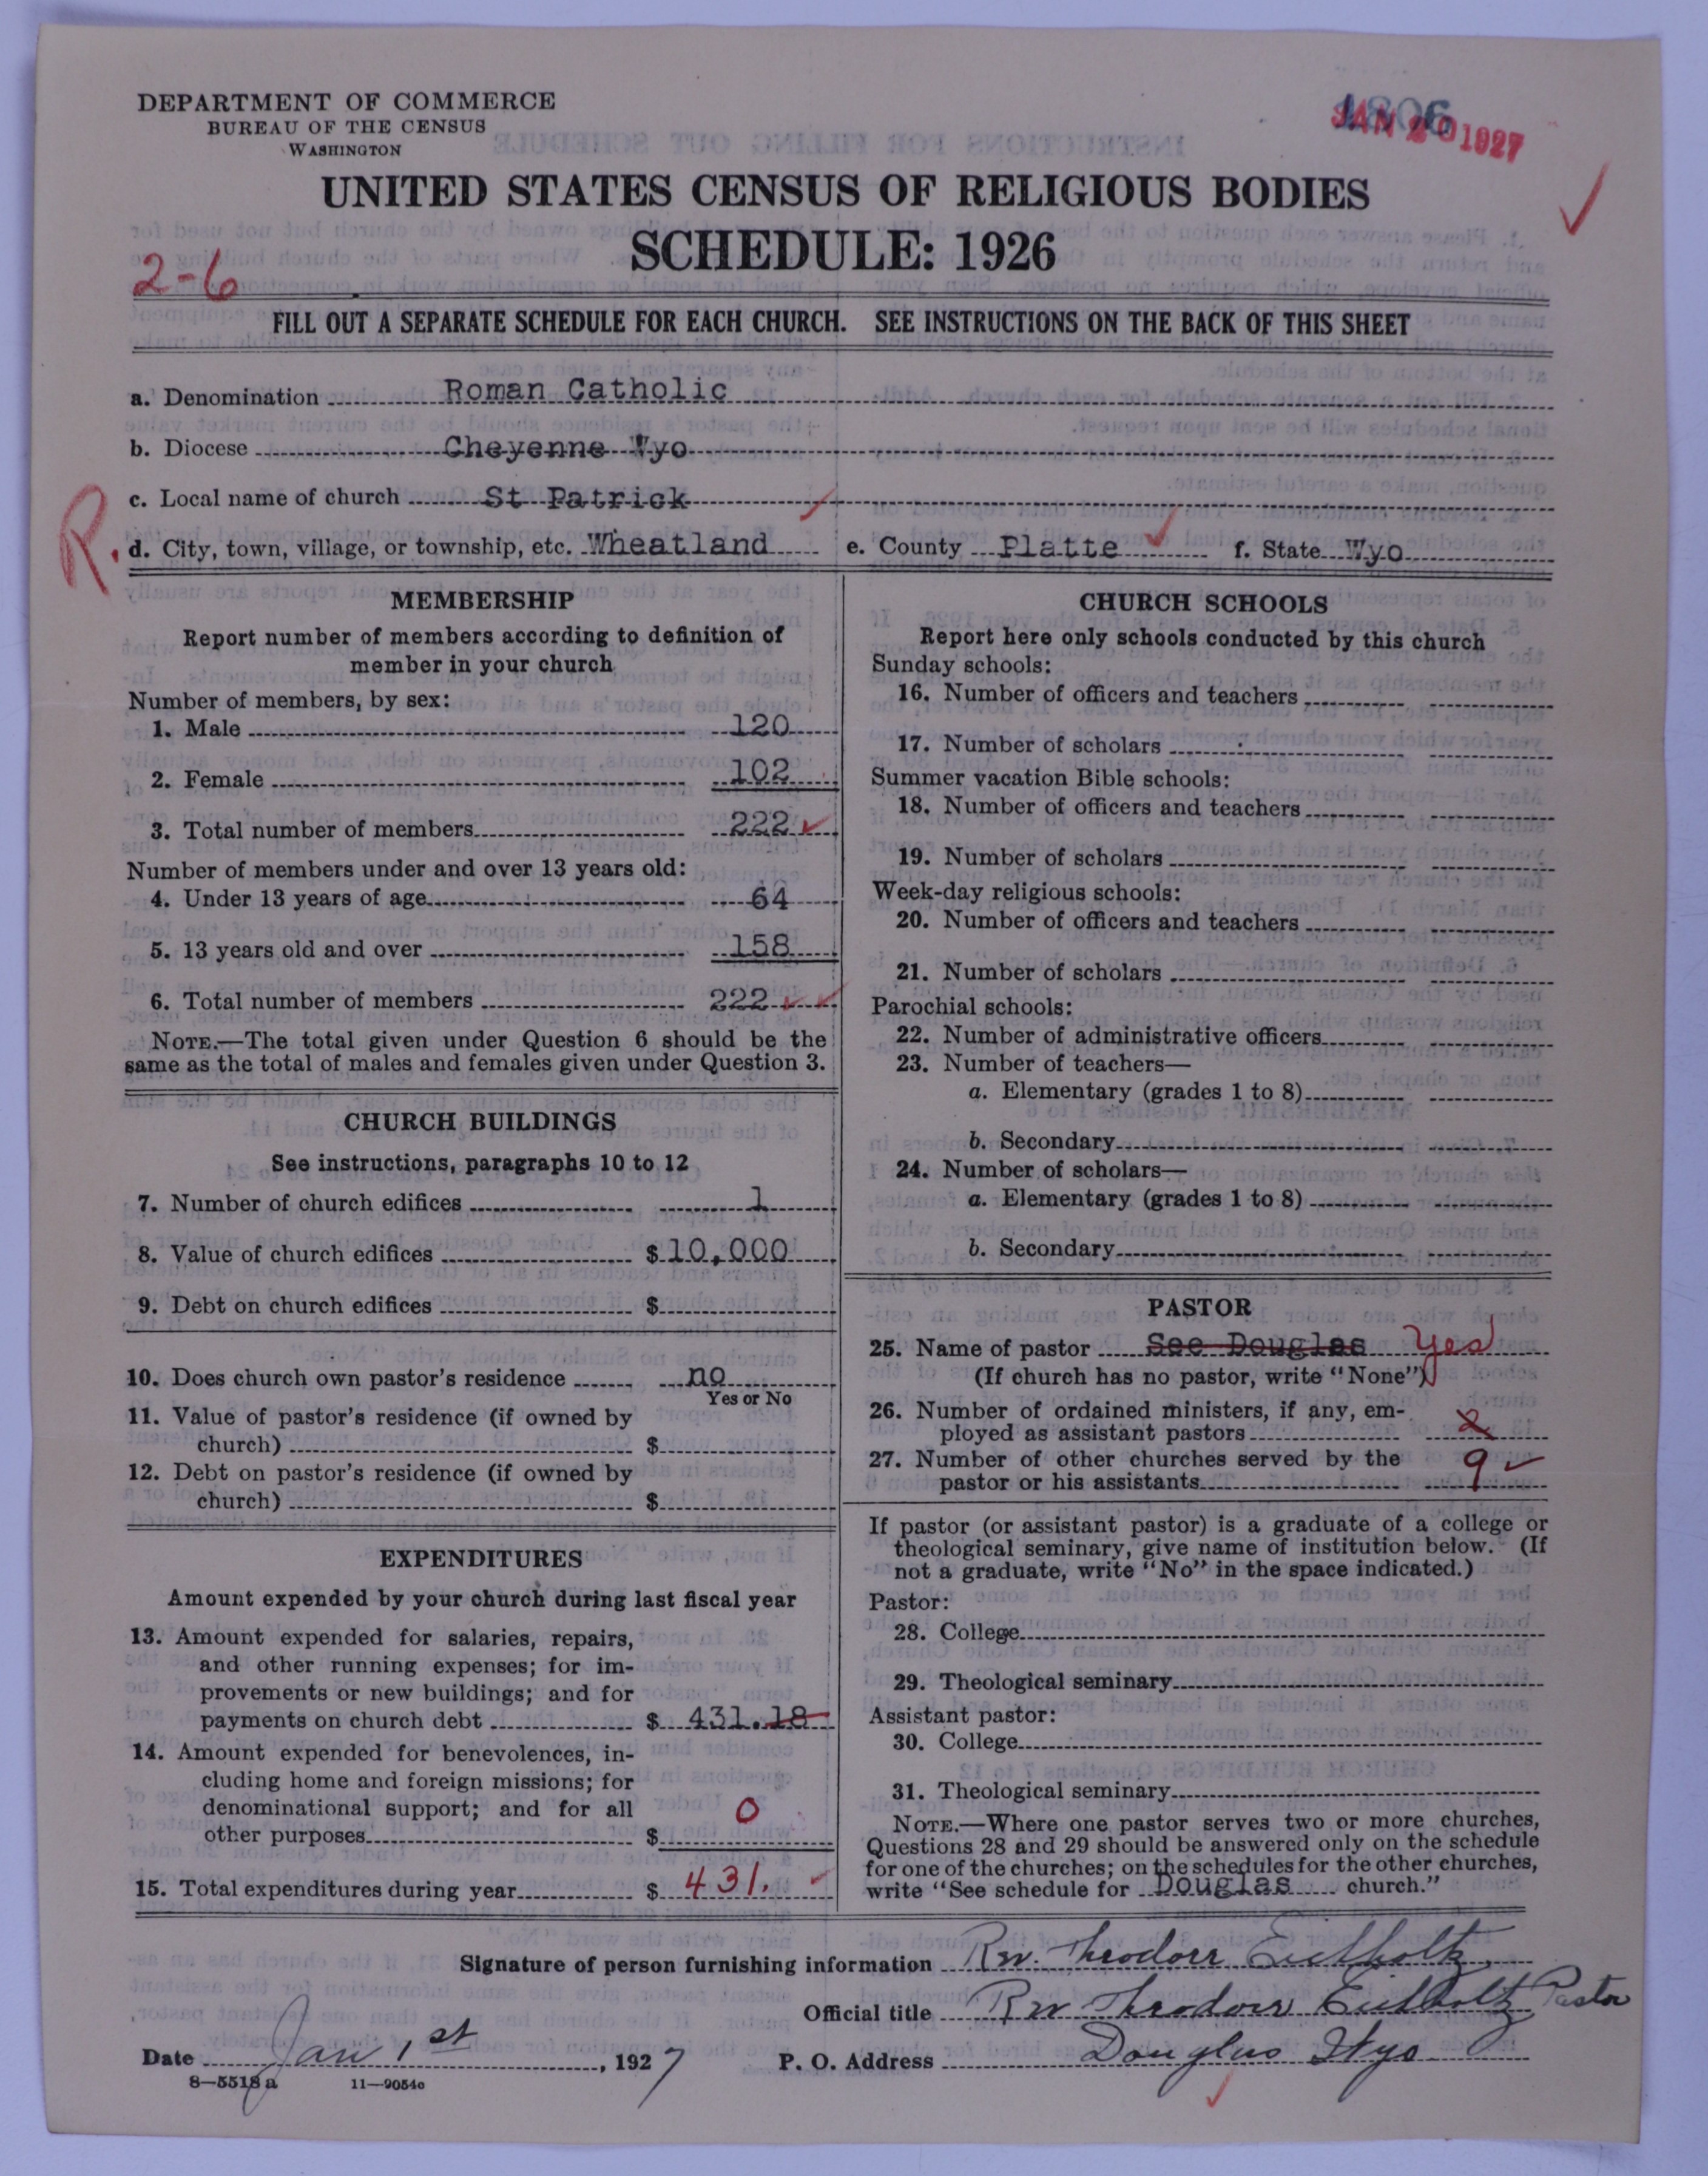 DEPARTMENT OF COMMERCE
BUREAU OF THE CENSUS
WASHINGTON
1806
JAN 20 1927
UNITED STATES CENSUS OF RELIGIOUS BODIES
SCHEDULE: 1926
2-6
FILL OUT A SEPARATE SCHEDULE FOR EACH CHURCH. SEE INSTRUCTIONS ON THE BACK OF THIS SHEET
a. Denomination Roman Catholic
b. Diocese Cheyenne Wyo
c. Local name of church St Patrick
R. d. City, town, village, or township, etc. Wheatland e. County Platte f. State Wyo
MEMBERSHIP
Report number of members according to definition of
member in your church
Number of members, by sex:
1. Male 120
2. Female 102
3. Total number of members 222
Number of members under and over 13 years old:
4. Under 13 years of age 64
5. 13 years old and over 158
6. Total number of members 222
NOTE.—The total given under Question 6 should be the
same as the total of males and females given under Question 3.
CHURCH BUILDINGS
See instructions, paragraphs 10 to 12
7. Number of church edifices 1
8. Value of church edifices $ 10,000
9. Debt on church edifices $
10. Does church own pastor's residence no
Yes or No
11. Value of pastor's residence (if owned by
church) $
12. Debt on pastor's residence (if owned by
church) $
EXPENDITURES
Amount expended by your church during last fiscal year
13. Amount expended for salaries, repairs,
and other running expenses; for im-
provements or new buildings; and for
payments on church debt $ 431.18
14. Amount expended for benevolences, in-
cluding home and foreign missions; for
denominational support; and for all
other purposes $ 0
15. Total expenditures during year $ 431.
CHURCH SCHOOLS
Report here only schools conducted by this church
Sunday schools:
16. Number of officers and teachers
17. Number of scholars
Summer vacation Bible schools:
18. Number of officers and teachers
19. Number of scholars
Week-day religious schools:
20. Number of officers and teachers
21. Number of scholars
Parochial schools:
22. Number of administrative officers
23. Number of teachers—
a. Elementary (grades 1 to 8)
b. Secondary
24. Number of scholars—
a. Elementary (grades 1 to 8)
b. Secondary
PASTOR
25. Name of pastor See Douglas Yes
(If church has no pastor, write "None")
26. Number of ordained ministers, if any, em-
ployed as assistant pastors
27. Number of other churches served by the 9
pastor or his assistants
If pastor (or assistant pastor) is a graduate of a college or
theological seminary, give name of institution below. (If
not a graduate, write "No" in the space indicated.)
Pastor:
28. College
29. Theological seminary
Assistant pastor:
30. College
31. Theological seminary
NOTE.—Where one pastor serves two or more churches,
Questions 28 and 29 should be answered only on the schedule
for one of the churches; on the schedules for the other churches,
write "See schedule for Douglas church."
Signature of person furnishing information Rev. Theodore Eichholtz
Official title Rev Theodore Eichholtz Pastor
Date Jan 1st, 1927 P. O. Address Douglas Wyo
8—5518 a 11—9054c